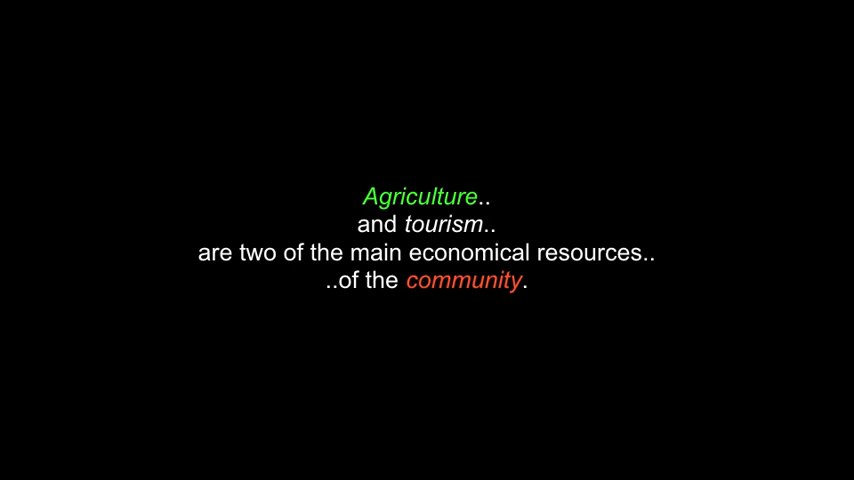 Agriculture..
and tourism..
are two of the main economical resources..
..of the community.